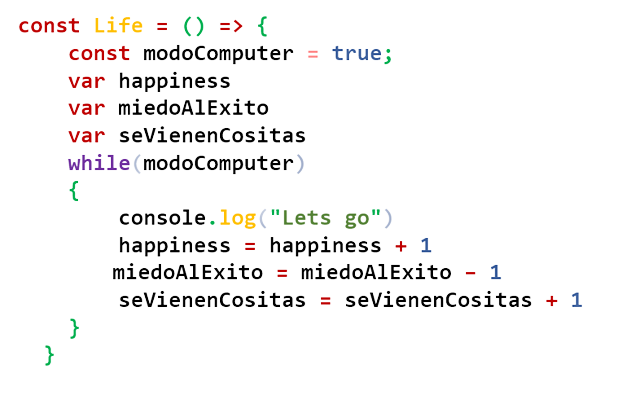 const Life = () => {
const modoComputer = true;
var happiness
var miedoAlExito
var seVienenCositas
while(modoComputer)
{
console.log("Lets go")
happiness = happiness + 1
miedoAlExito = miedoAlExito - 1
seVienenCositas = seVienenCositas + 1
}
}